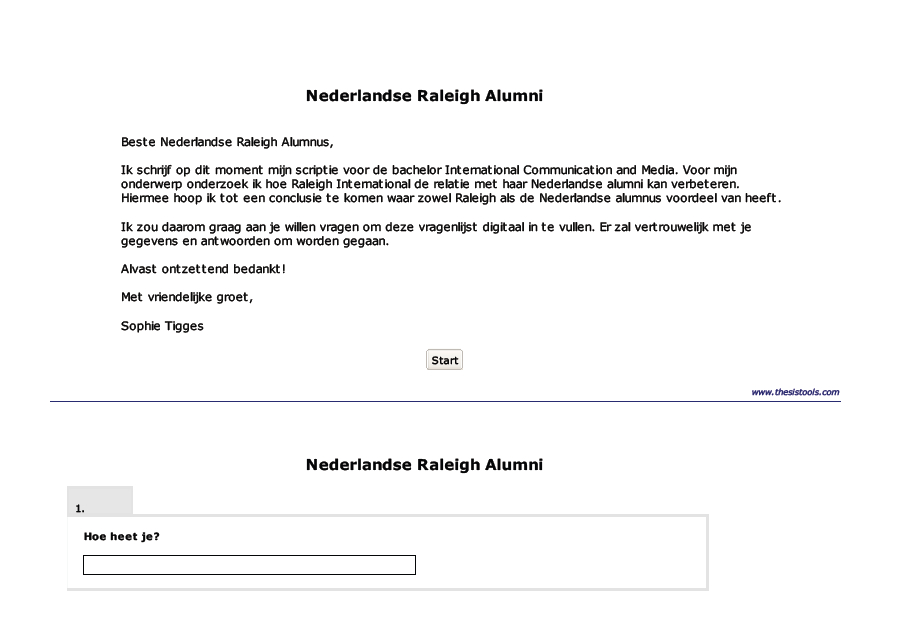 Nederlandse Raleigh Alumni
Beste Nederlandse Raleigh Alumnus,
Ik schrijf op dit moment mijn scriptie voor de bachelor International Communication and Media. Voor mijn
onderwerp onderzoek ik hoe Raleigh International de relatie met haar Nederlandse alumni kan verbeteren.
Hiermee hoop ik tot een conclusie te komen waar zowel Raleigh als de Nederlandse alumnus voordeel van heeft.
Ik zou daarom graag aan je willen vragen om deze vragenlijst digitaal in te vullen. Er zal vertrouwelijk met je
gegevens en antwoorden om worden gegaan.
Alvast ontzettend bedankt!
Met vriendelijke groet,
Sophie Tigges
Start
www.thesistools.com
Nederlandse Raleigh Alumni
1.
Hoe heet je?